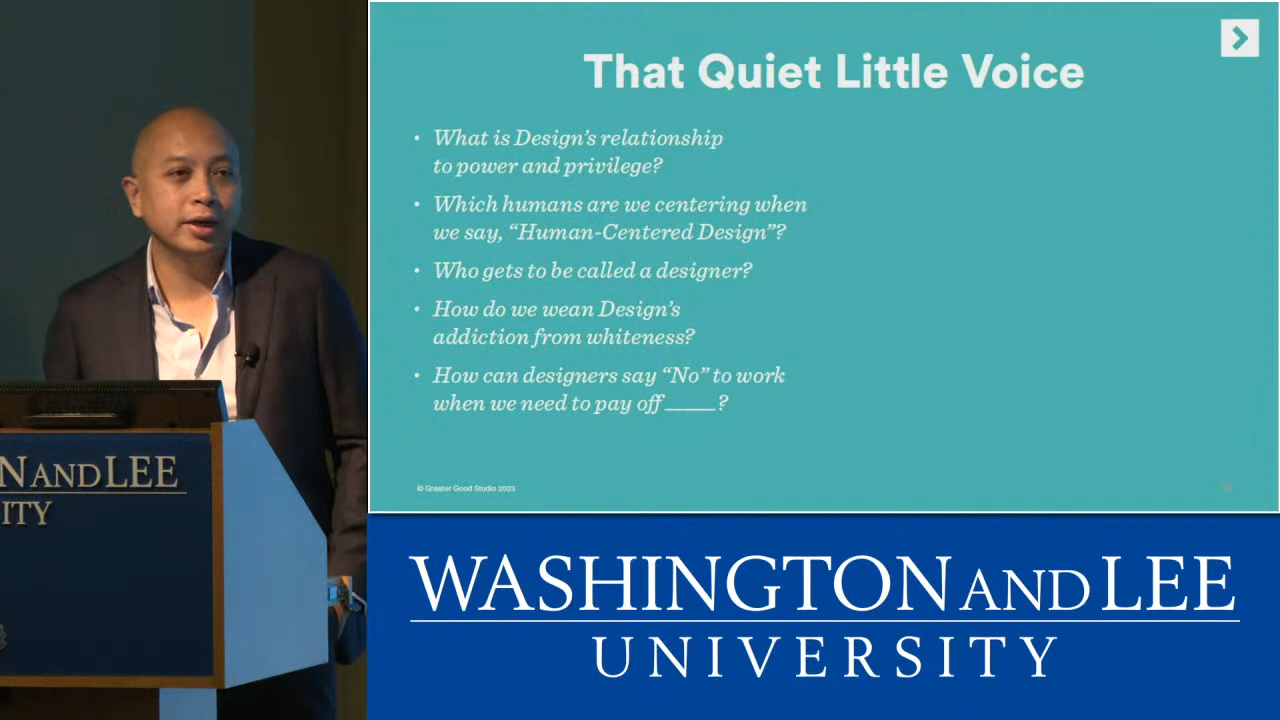 That Quiet Little Voice
• What is Design's relationship
to power and privilege?
• Which humans are we centering when
we say, “Human-Centered Design”?
• Who gets to be called a designer?
• How do we wean Design's
addiction from whiteness?
• How can designers say “No” to work
when we need to pay off _____?
© Greater Good Studio 2023
N AND LEE
ITY
WASHINGTON AND LEE
UNIVERSITY